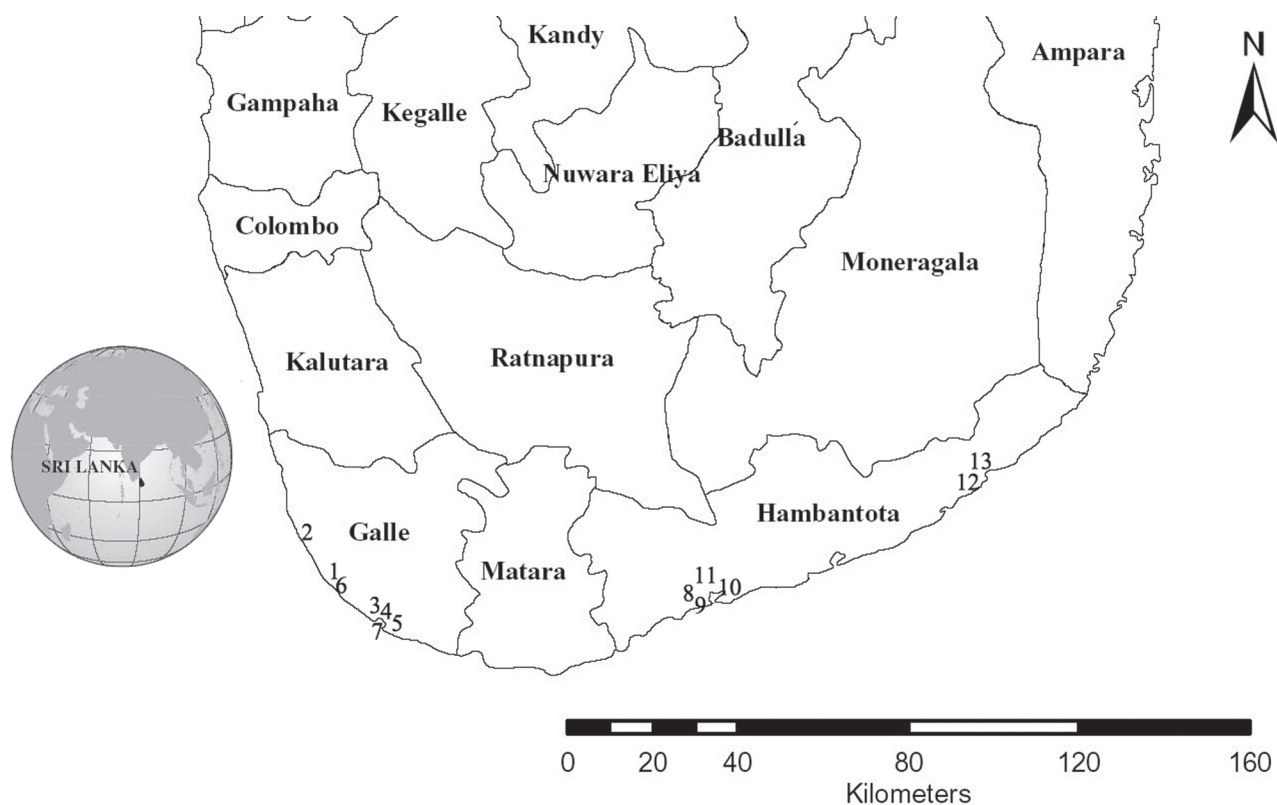 Kandy
Ampara
N
Gampaha
Kegalle
Badulla
Nuwara Eliya
Colombo
Moneragala
Kalutara
Ratnapura
SRI LANKA
13
12
Hambantota
2
Galle
Matara
1
6
11
8
10
9
3
4
5
7
0 20 40 80 120 160
Kilometers